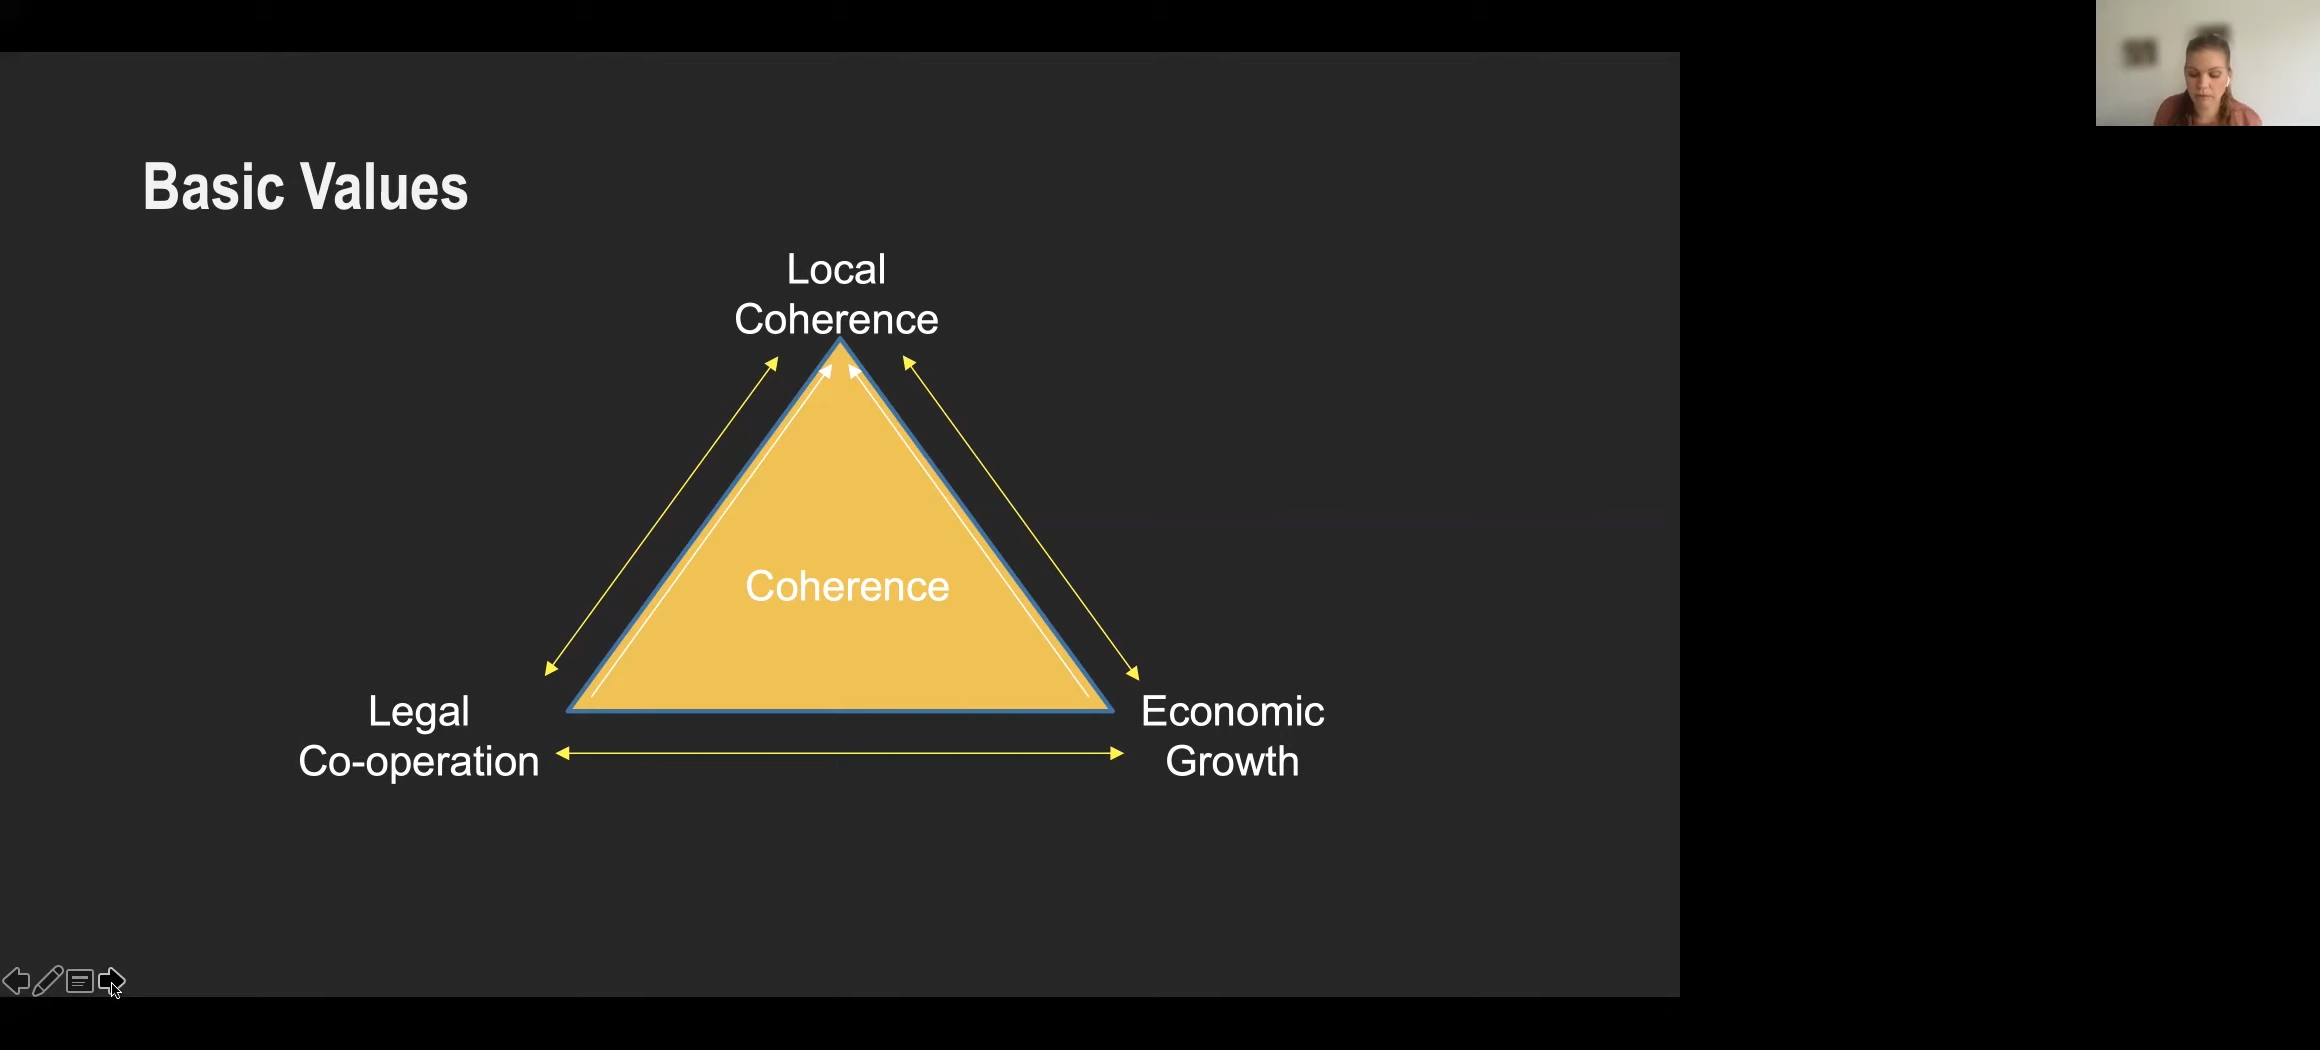 Basic Values
Local
Coherence
Coherence
Legal
Co-operation
Economic
Growth